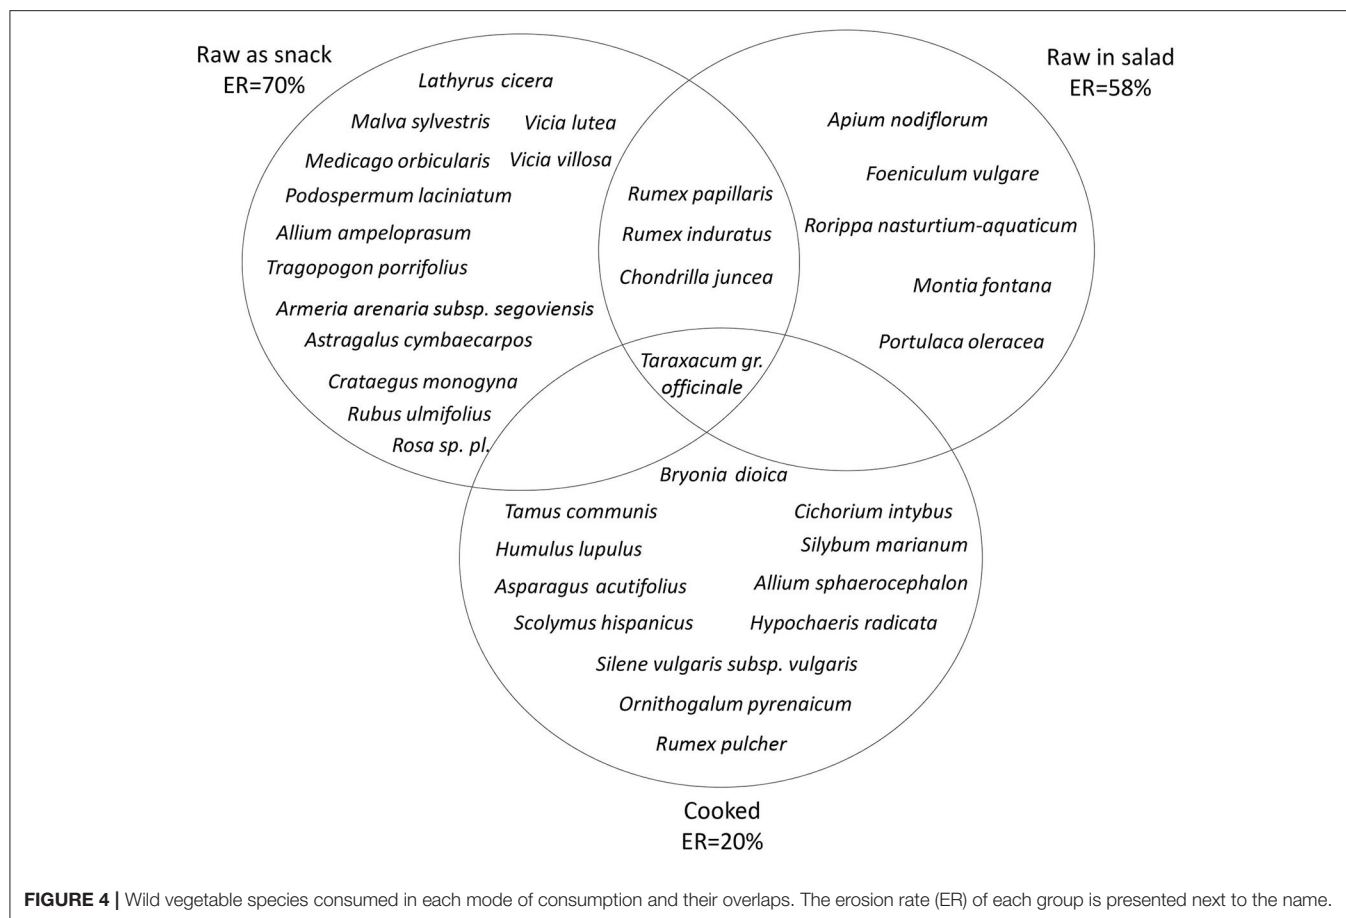 Raw as snack
ER=70%
Raw in salad
ER=58%
Lathyrus cicera
Malva sylvestris
Vicia lutea
Medicago orbicularis
Vicia villosa
Podospermum laciniatum
Allium ampeloprasum
Tragopogon porrifolius
Armeria arenaria subsp. segoviensis
Astragalus cymbaecarpos
Crataegus monogyna
Rubus ulmifolius
Rosa sp. pl.
Rumex papillaris
Rumex induratus
Chondrilla juncea
Taraxacum gr.
officinale
Apium nodiflorum
Foeniculum vulgare
Rorippa nasturtium-aquaticum
Montia fontana
Portulaca oleracea
Bryonia dioica
Tamus communis
Cichorium intybus
Humulus lupulus
Silybum marianum
Asparagus acutifolius
Allium sphaerocephalon
Scolymus hispanicus
Hypochaeris radicata
Silene vulgaris subsp. vulgaris
Ornithogalum pyrenaicum
Rumex pulcher
Cooked
ER=20%
FIGURE 4 | Wild vegetable species consumed in each mode of consumption and their overlaps. The erosion rate (ER) of each group is presented next to the name.